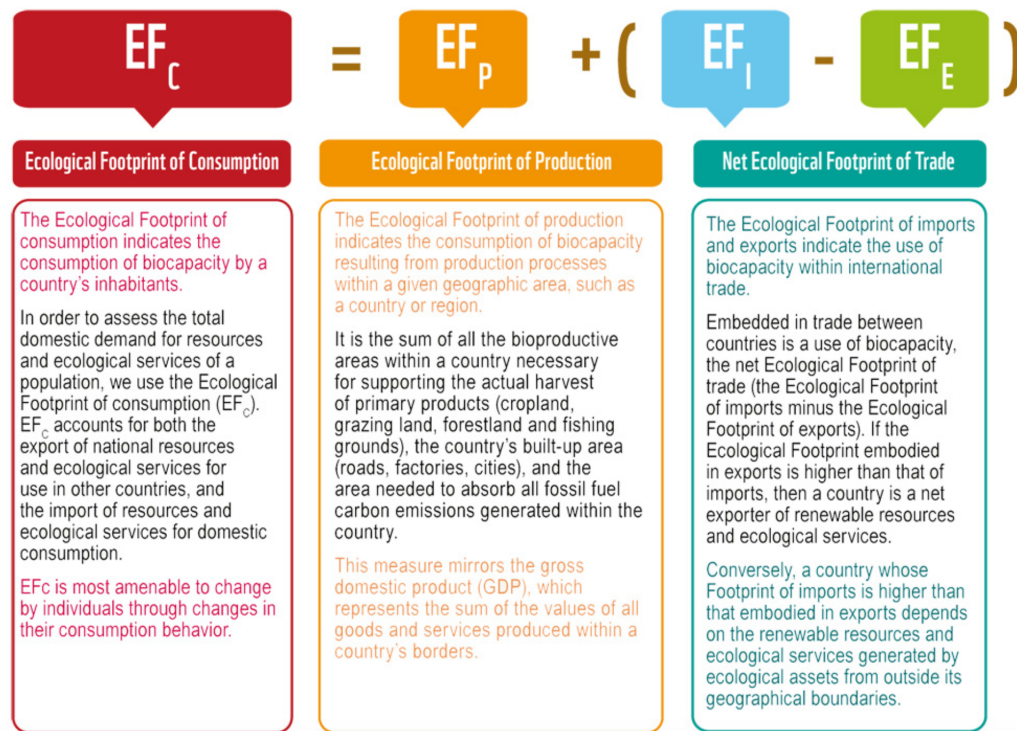 EFC = EFP + ( EFI - EFE )
Ecological Footprint of Consumption
The Ecological Footprint of
consumption indicates the
consumption of biocapacity by a
country's inhabitants.
In order to assess the total
domestic demand for resources
and ecological services of a
population, we use the Ecological
Footprint of consumption (EFC).
EFC accounts for both the
export of national resources
and ecological services for
use in other countries, and
the import of resources and
ecological services for domestic
consumption.
EFc is most amenable to change
by individuals through changes in
their consumption behavior.
Ecological Footprint of Production
The Ecological Footprint of production
indicates the consumption of biocapacity
resulting from production processes
within a given geographic area, such as
a country or region.
It is the sum of all the bioproductive
areas within a country necessary
for supporting the actual harvest
of primary products (cropland,
grazing land, forestland and fishing
grounds), the country's built-up area
(roads, factories, cities), and the
area needed to absorb all fossil fuel
carbon emissions generated within the
country.
This measure mirrors the gross
domestic product (GDP), which
represents the sum of the values of all
goods and services produced within a
country's borders.
Net Ecological Footprint of Trade
The Ecological Footprint of imports
and exports indicate the use of
biocapacity within international
trade.
Embedded in trade between
countries is a use of biocapacity,
the net Ecological Footprint of
trade (the Ecological Footprint
of imports minus the Ecological
Footprint of exports). If the
Ecological Footprint embodied
in exports is higher than that of
imports, then a country is a net
exporter of renewable resources
and ecological services.
Conversely, a country whose
Footprint of imports is higher than
that embodied in exports depends
on the renewable resources and
ecological services generated by
ecological assets from outside its
geographical boundaries.